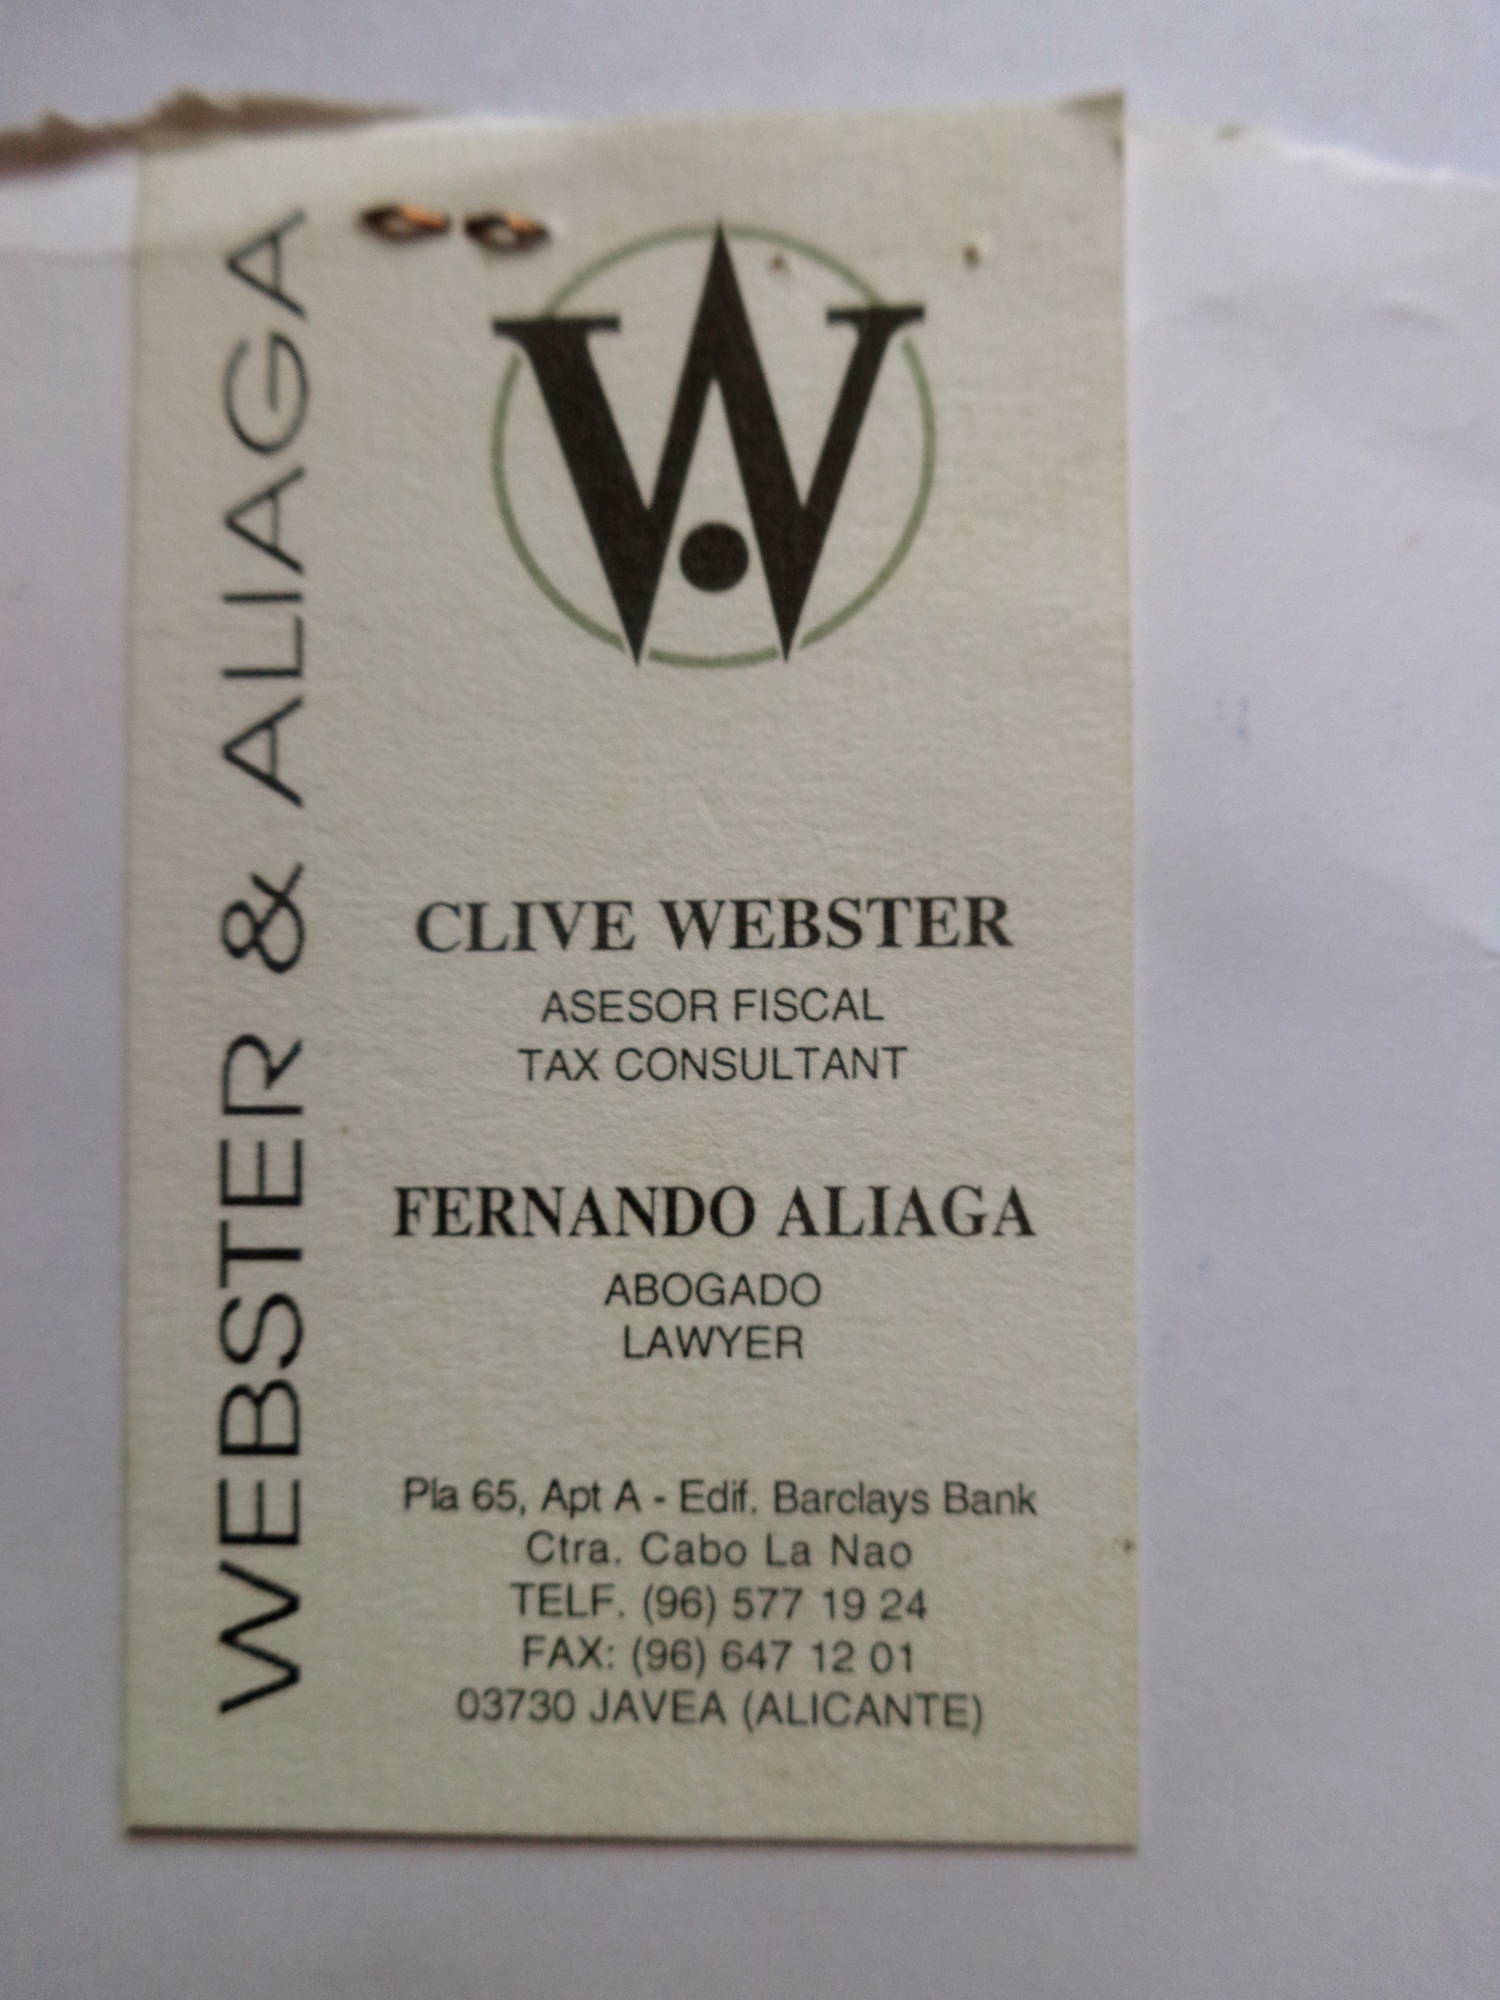 WEBSTER & ALIAGA
WA
CLIVE WEBSTER
ASESOR FISCAL
TAX CONSULTANT
FERNANDO ALIAGA
ABOGADO
LAWYER
Pla 65, Apt A - Edif. Barclays Bank
Ctra. Cabo La Nao
TELF. (96) 577 19 24
FAX: (96) 647 12 01
03730 JAVEA (ALICANTE)